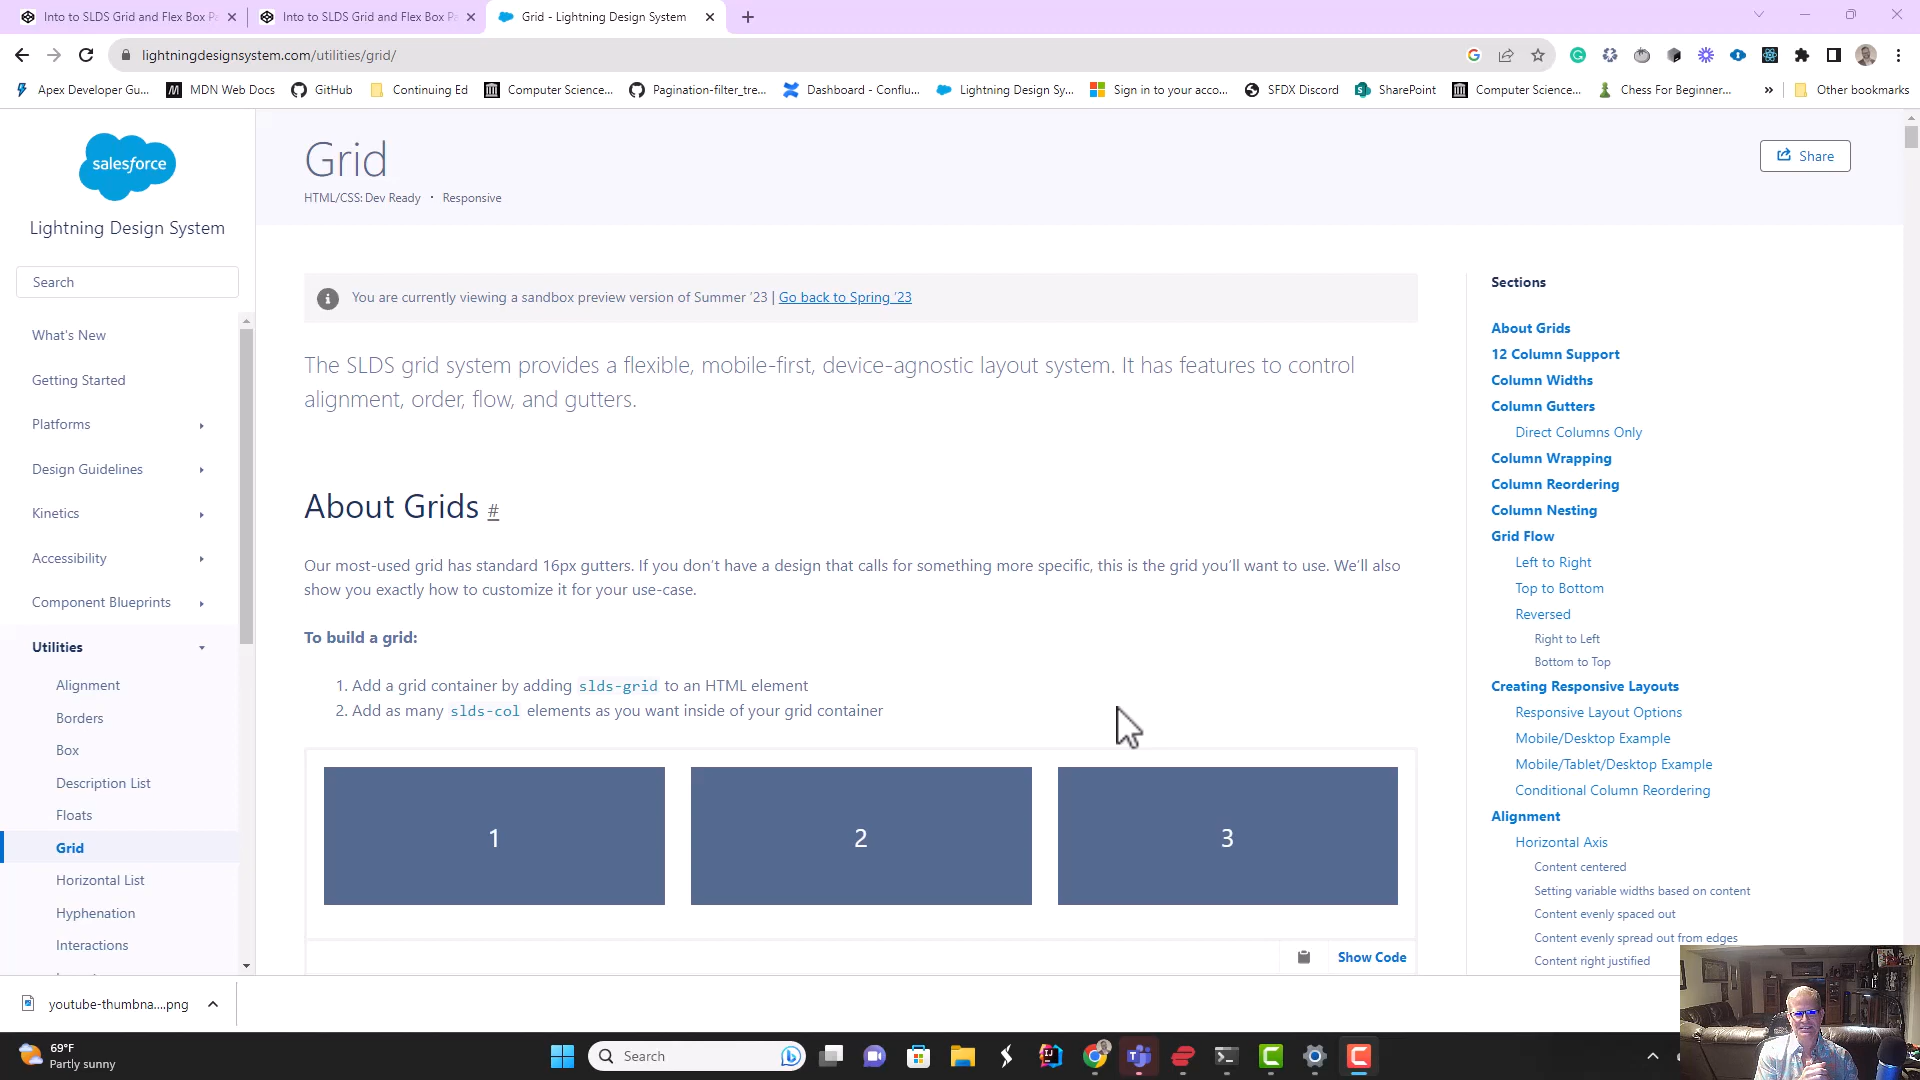 Into to SLDS Grid and Flex Box Pa
Into to SLDS Grid and Flex Box Pa
Grid - Lightning Design System
lightningdesignsystem.com/utilities/grid/
Apex Developer Gu...
MDN Web Docs
GitHub
Continuing Ed
Computer Science...
Pagination-filter_tre...
Dashboard - Conflu...
Lightning Design Sy...
Sign in to your acco...
SFDX Discord
SharePoint
Computer Science...
Chess For Beginner...
»
Other bookmarks
salesforce
Lightning Design System
Search
What's New
Getting Started
Platforms
Design Guidelines
Kinetics
Accessibility
Component Blueprints
Utilities
Alignment
Borders
Box
Description List
Floats
Grid
Horizontal List
Hyphenation
Interactions
Grid
HTML/CSS: Dev Ready · Responsive
Share
You are currently viewing a sandbox preview version of Summer '23 | Go back to Spring '23
The SLDS grid system provides a flexible, mobile-first, device-agnostic layout system. It has features to control
alignment, order, flow, and gutters.
About Grids #
Our most-used grid has standard 16px gutters. If you don’t have a design that calls for something more specific, this is the grid you’ll want to use. We’ll also
show you exactly how to customize it for your use-case.
To build a grid:
1. Add a grid container by adding slds-grid to an HTML element
2. Add as many slds-col elements as you want inside of your grid container
1
2
3
Show Code
Sections
About Grids
12 Column Support
Column Widths
Column Gutters
Direct Columns Only
Column Wrapping
Column Reordering
Column Nesting
Grid Flow
Left to Right
Top to Bottom
Reversed
Right to Left
Bottom to Top
Creating Responsive Layouts
Responsive Layout Options
Mobile/Desktop Example
Mobile/Tablet/Desktop Example
Conditional Column Reordering
Alignment
Horizontal Axis
Content centered
Setting variable widths based on content
Content evenly spaced out
Content evenly spread out from edges
Content right justified
youtube-thumbna....png
69°F
Partly sunny
Search